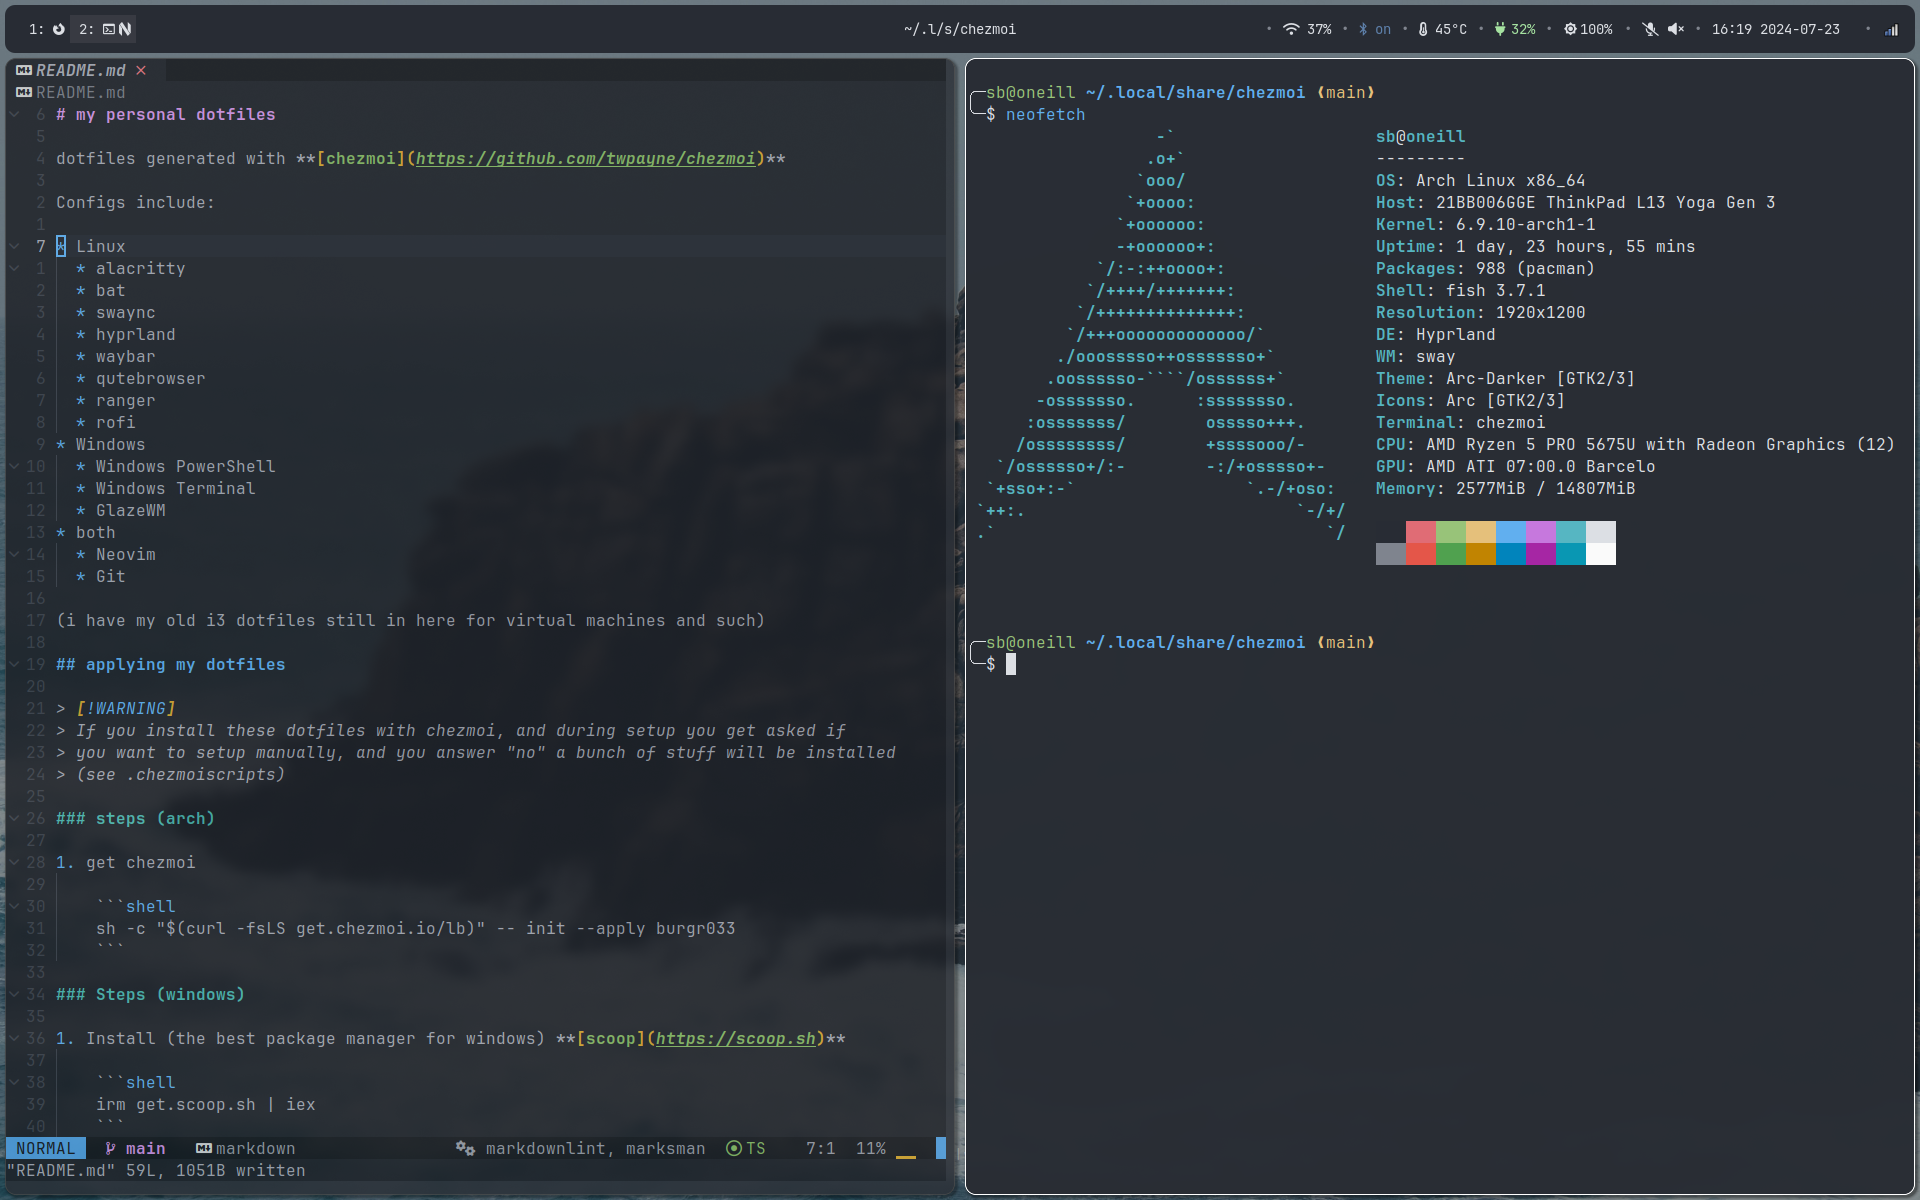 1: 2: ~/.l/s/chezmoi • 37% • on • 45°C • 32% • 100% • • 16:19 2024-07-23 •
README.md ×
README.md
6 # my personal dotfiles
5
4 dotfiles generated with **[chezmoi](https://github.com/twpayne/chezmoi)**
3
2 Configs include:
1
7 * Linux
1 * alacritty
2 * bat
3 * swaync
4 * hyprland
5 * waybar
6 * qutebrowser
7 * ranger
8 * rofi
9 * Windows
10 * Windows PowerShell
11 * Windows Terminal
12 * GlazeWM
13 * both
14 * Neovim
15 * Git
16
17 (i have my old i3 dotfiles still in here for virtual machines and such)
18
19 ## applying my dotfiles
20
21 > [!WARNING]
22 > If you install these dotfiles with chezmoi, and during setup you get asked if
23 > you want to setup manually, and you answer "no" a bunch of stuff will be installed
24 > (see .chezmoiscripts)
25
26 ### steps (arch)
27
28 1. get chezmoi
29
30 ```shell
31 sh -c "$(curl -fsLS get.chezmoi.io/lb)" -- init --apply burgr033
32 ```
33
34 ### Steps (windows)
35
36 1. Install (the best package manager for windows) **[scoop](https://scoop.sh)**
37
38 ```shell
39 irm get.scoop.sh | iex
40 ```
NORMAL main markdown markdownlint, marksman TS 7:1 11%
"README.md" 59L, 1051B written
sb@oneill ~/.local/share/chezmoi (main)
$ neofetch
-`
.o+`
`ooo/
`+oooo:
`+oooooo:
-+oooooo+:
`/:-:++oooo+:
`/++++/+++++++:
`/++++++++++++++:
`/+++ooooooooooooo/`
./ooosssso++osssssso+`
.oossssso-````/ossssss+`
-osssssso. :ssssssso.
:osssssss/ osssso+++.
/ossssssss/ +ssssooo/-
`/ossssso+/:- -:/+osssso+-
`+sso+:-` `.-/+oso:
`++:. `-/+/
.` `/
sb@oneill
---------
OS: Arch Linux x86_64
Host: 21BB006GGE ThinkPad L13 Yoga Gen 3
Kernel: 6.9.10-arch1-1
Uptime: 1 day, 23 hours, 55 mins
Packages: 988 (pacman)
Shell: fish 3.7.1
Resolution: 1920x1200
DE: Hyprland
WM: sway
Theme: Arc-Darker [GTK2/3]
Icons: Arc [GTK2/3]
Terminal: chezmoi
CPU: AMD Ryzen 5 PRO 5675U with Radeon Graphics (12)
GPU: AMD ATI 07:00.0 Barcelo
Memory: 2577MiB / 14807MiB
sb@oneill ~/.local/share/chezmoi (main)
$